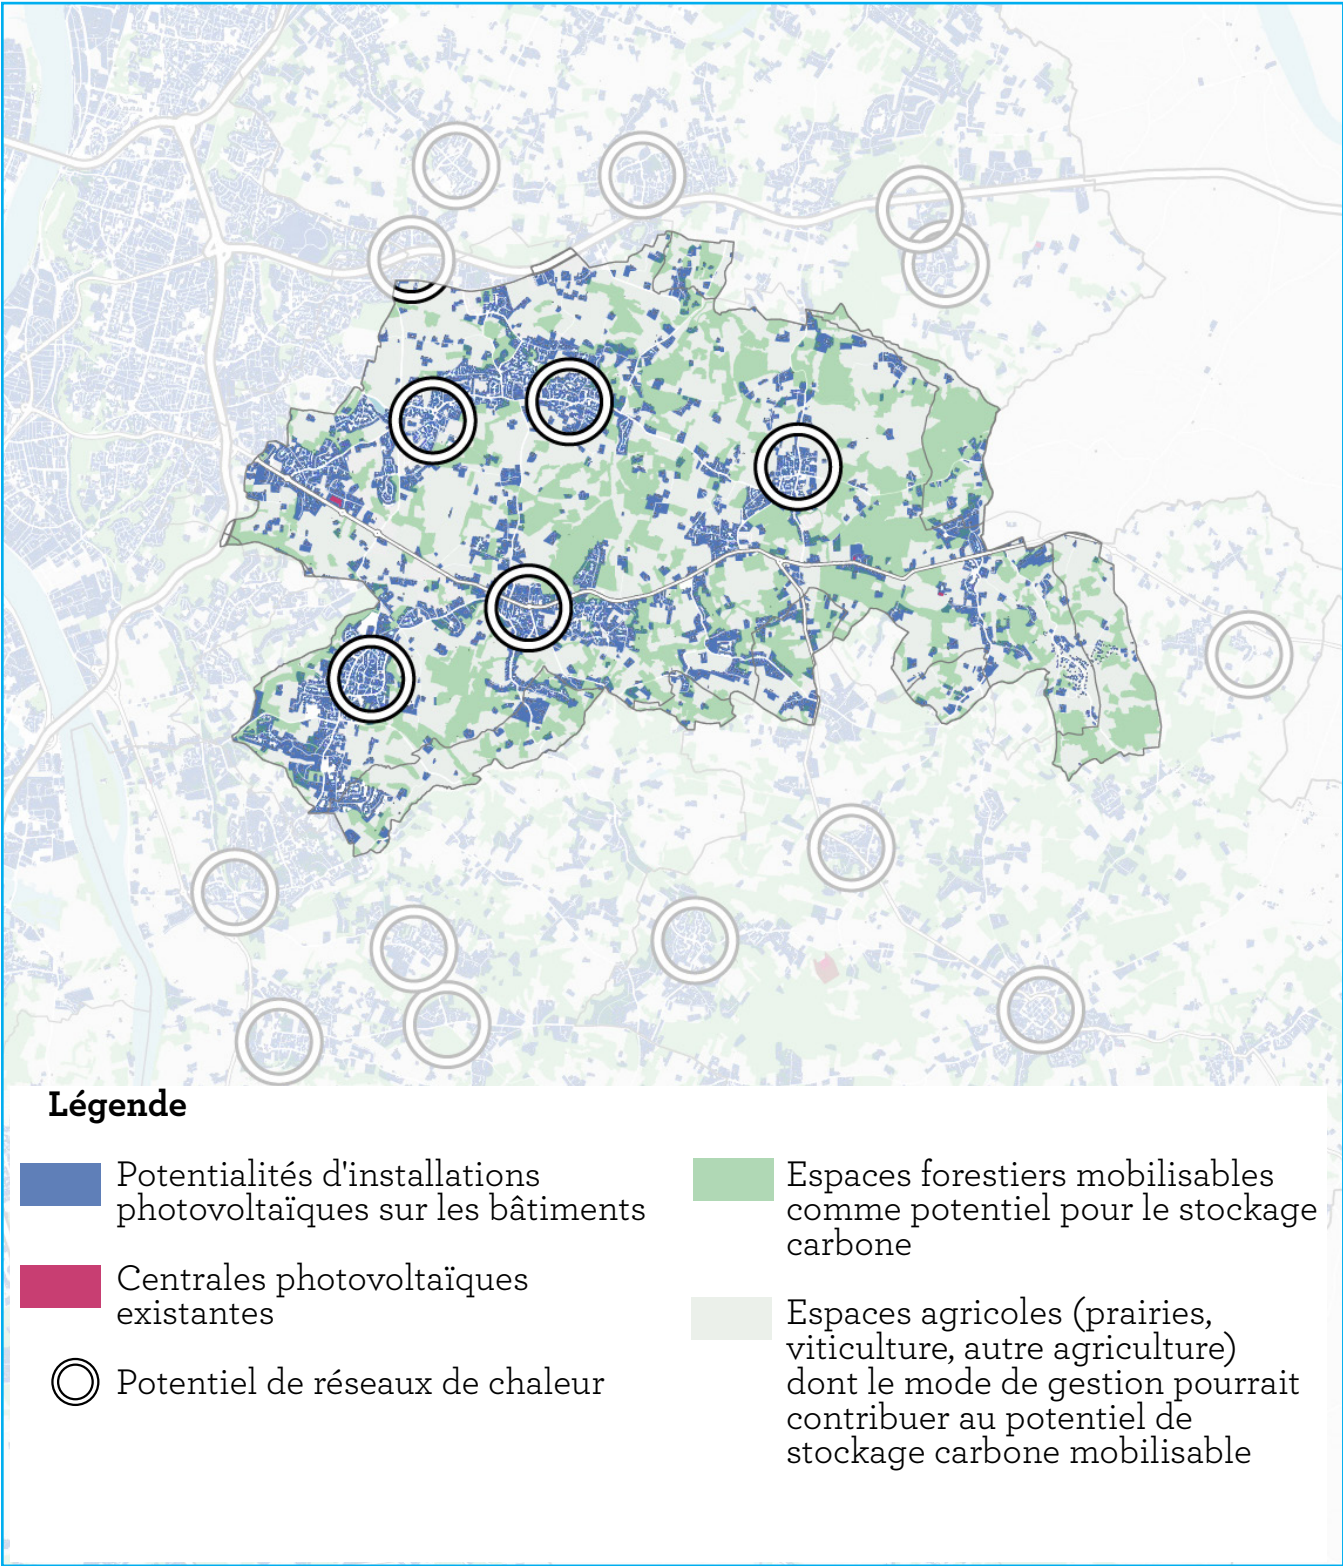 Légende
Potentialités d'installations
photovoltaïques sur les bâtiments
Centrales photovoltaïques
existantes
Potentiel de réseaux de chaleur
Espaces forestiers mobilisables
comme potentiel pour le stockage
carbone
Espaces agricoles (prairies,
viticulture, autre agriculture)
dont le mode de gestion pourrait
contribuer au potentiel de
stockage carbone mobilisable